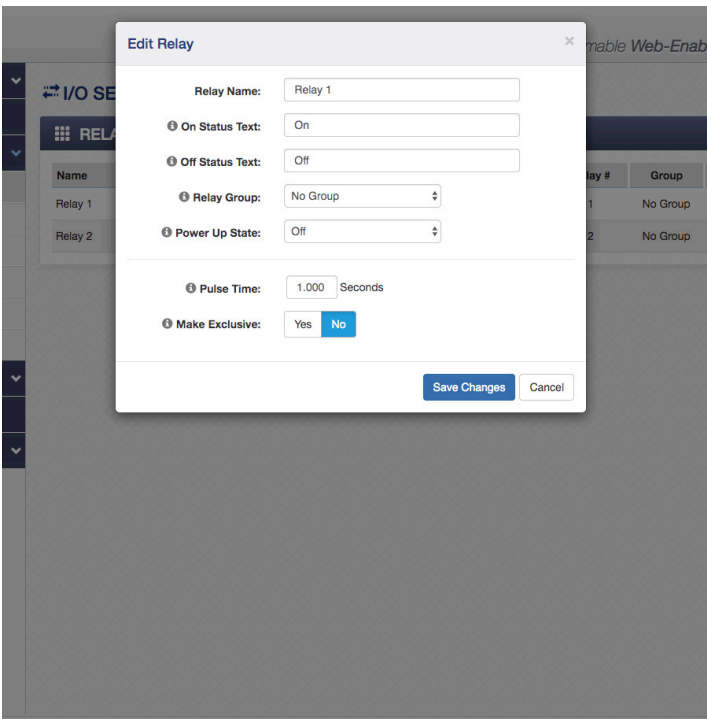 Edit Relay ×
mable Web-Enab
Relay Name: Relay 1
I/O SE
On Status Text: On
RELA
Off Status Text: Off
Name lay # Group
Relay Group: No Group
Relay 1 1 No Group
Power Up State: Off
Relay 2 2 No Group
Pulse Time: 1.000 Seconds
Make Exclusive: Yes No
Save Changes Cancel